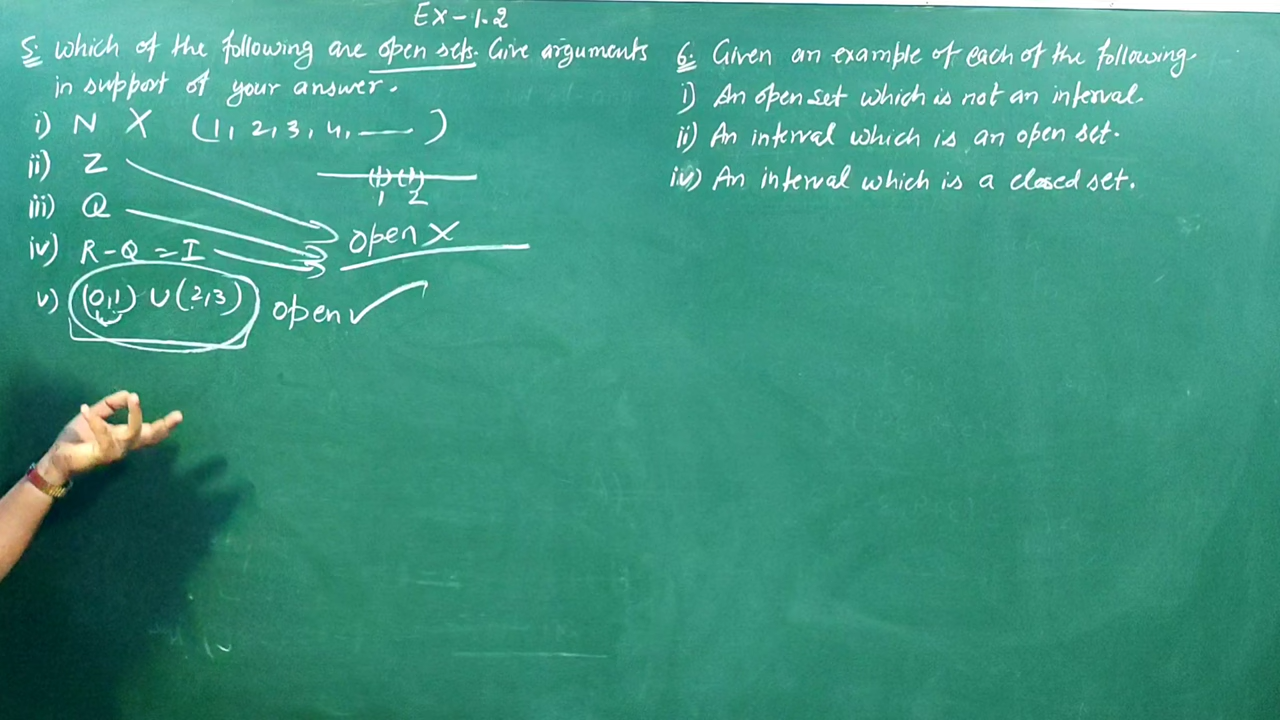 Ex-1.2
5. Which of the following are open sets. Give arguments
in support of your answer.
i) N X (1, 2, 3, 4, — )
ii) Z
1 2
iii) Q
open X
iv) R-Q = I
v) (0,1) ∪ (2,3) open ✓
6. Given an example of each of the following.
i) An open set which is not an interval.
ii) An interval which is an open set.
iv) An interval which is a closed set.